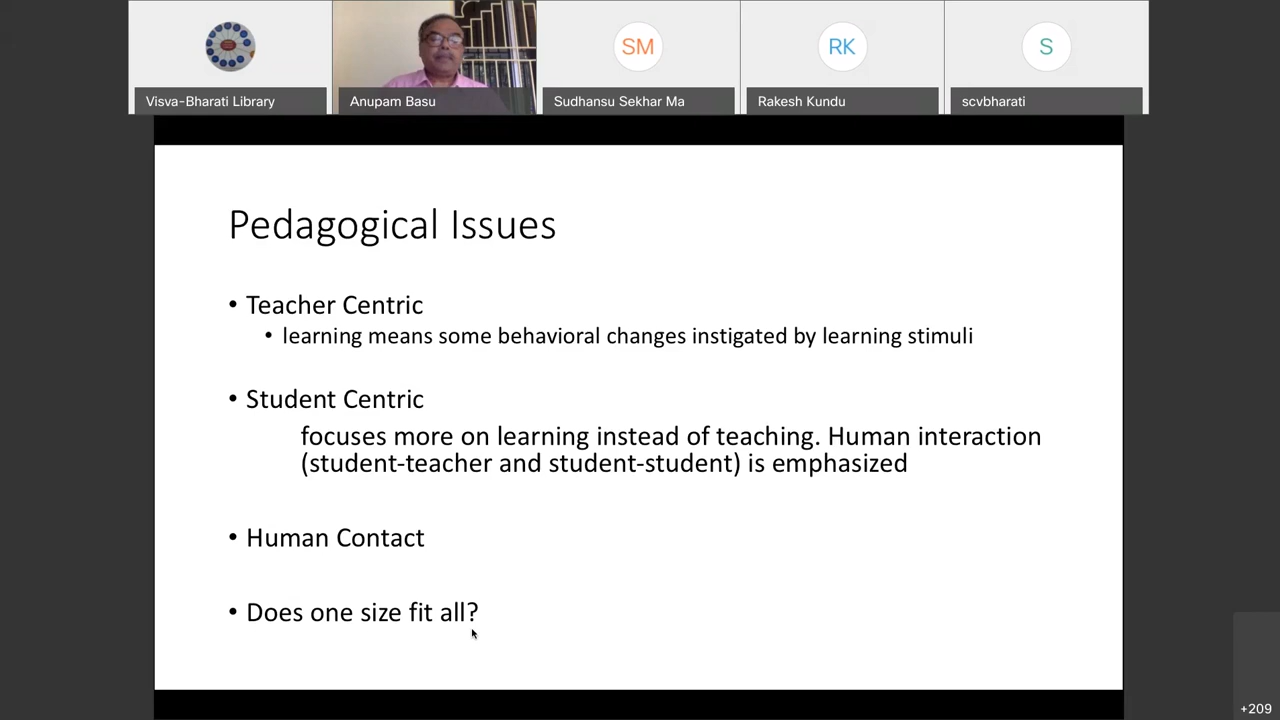 SM
RK
S
Visva-Bharati Library
Anupam Basu
Sudhansu Sekhar Ma
Rakesh Kundu
scvbharati
Pedagogical Issues
• Teacher Centric
• learning means some behavioral changes instigated by learning stimuli
• Student Centric
focuses more on learning instead of teaching. Human interaction
(student-teacher and student-student) is emphasized
• Human Contact
• Does one size fit all?
+209